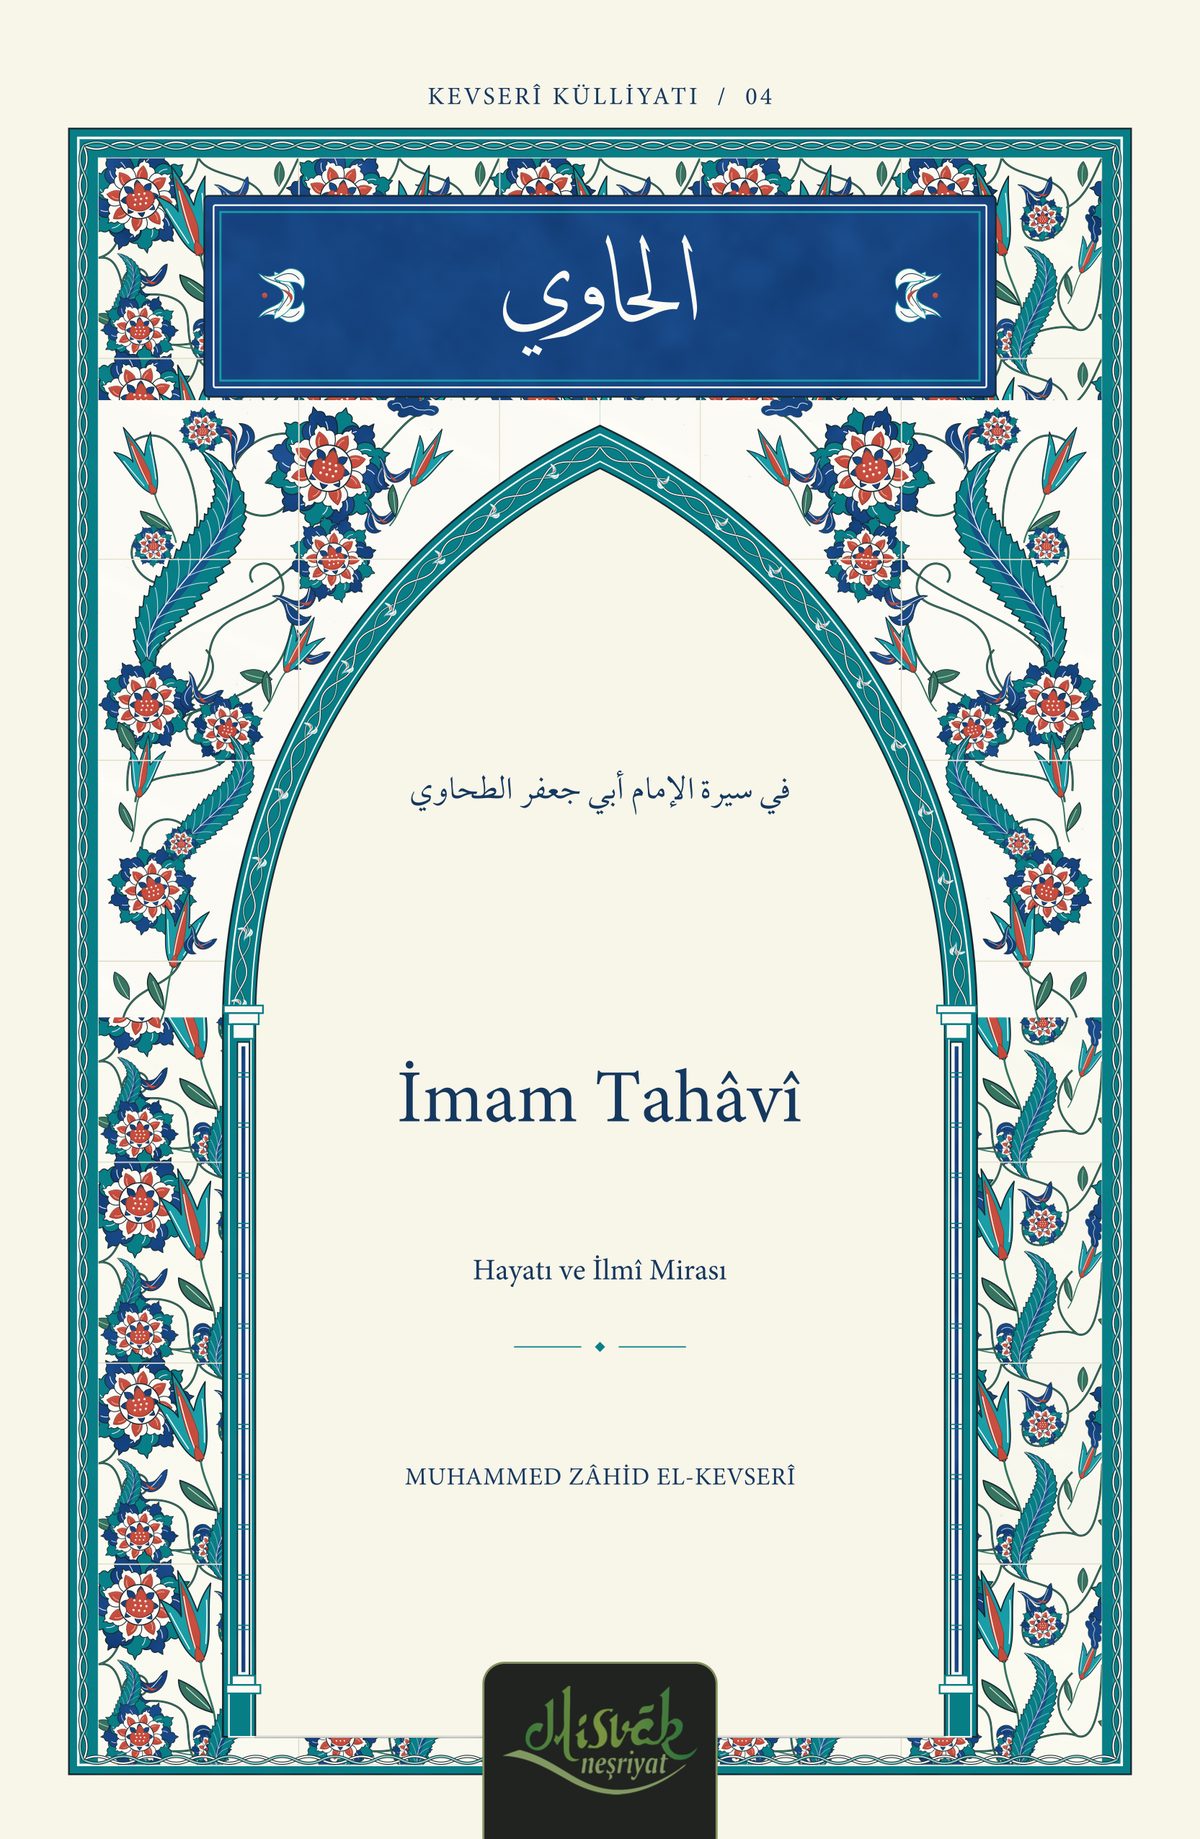 KEVSERÎ KÜLLİYATI / 04
الحاوي
في سيرة الإمام أبي جعفر الطحاوي
İmam Tahâvî
Hayatı ve İlmî Mirası
MUHAMMED ZÂHİD EL-KEVSERÎ
Misvâk
neşriyat